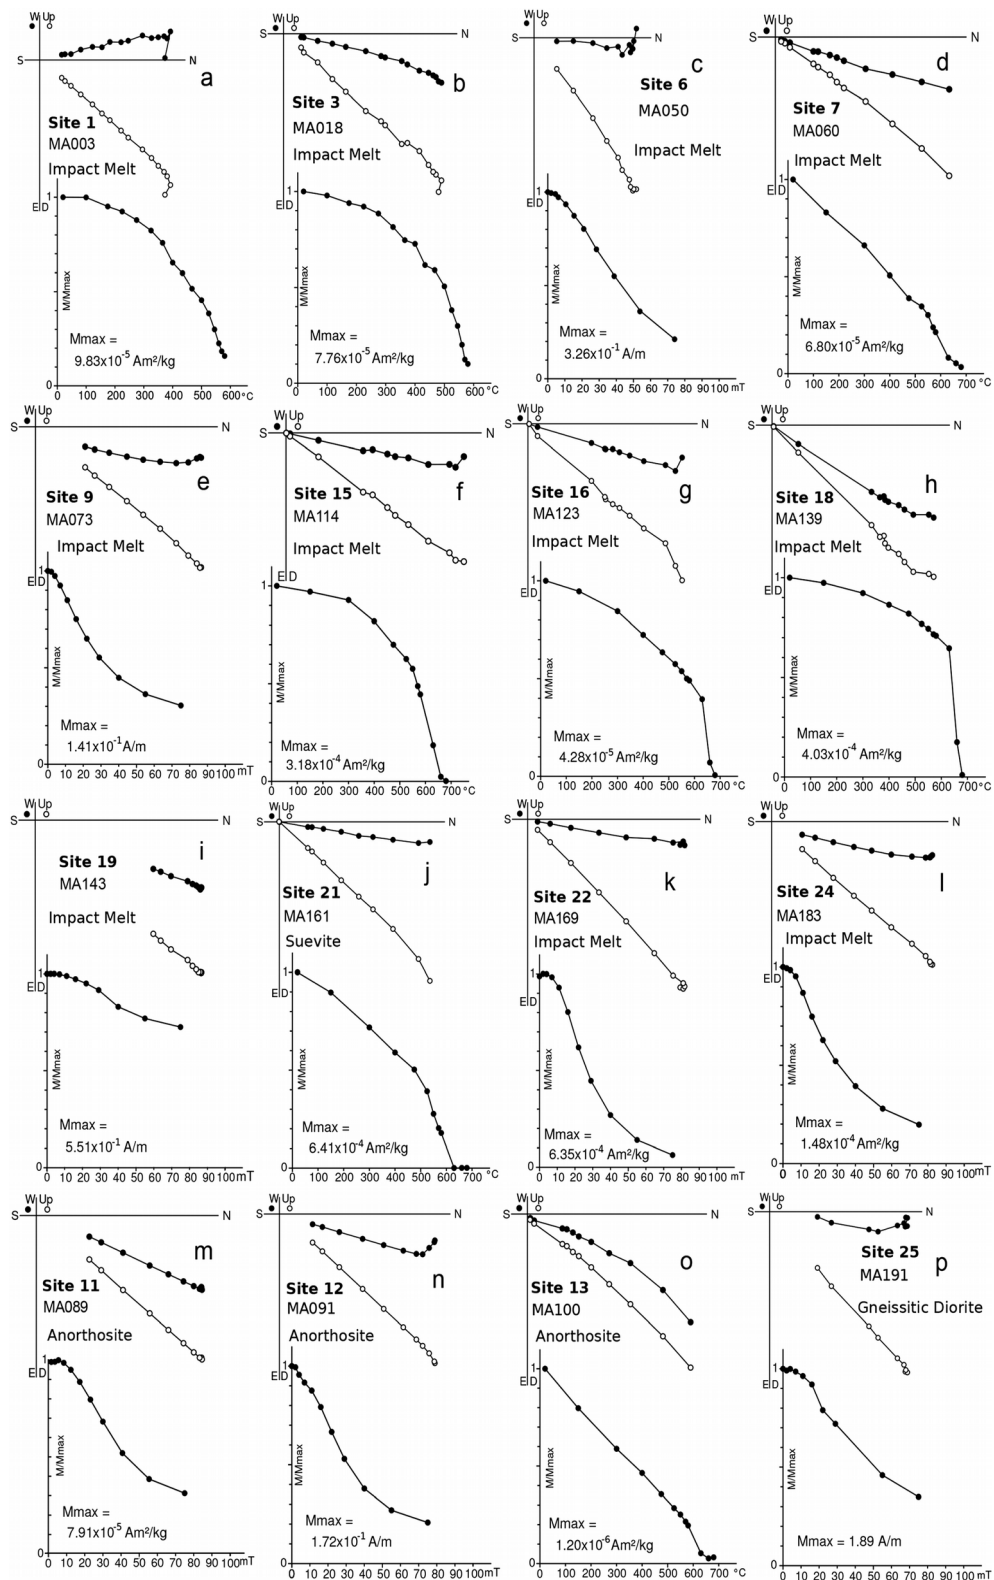 W Up
S N
a
Site 1
MA003
Impact Melt
1
E D
M/Mmax
Mmax =
9.83x10-5 Am²/kg
0
0 100 200 300 400 500 600°C
W Up
S N
b
Site 3
MA018
Impact Melt
1
E D
M/Mmax
Mmax =
7.76x10-5 Am²/kg
0
0 100 200 300 400 500 600°C
W Up
S N
c
Site 6
MA050
Impact Melt
1
E D
M/Mmax
Mmax =
3.26x10-1 A/m
0
0 10 20 30 40 50 60 70 80 90 100 mT
W Up
S N
d
Site 7
MA060
Impact Melt
1
E D
M/Mmax
Mmax =
6.80x10-5 Am²/kg
0
0 100 200 300 400 500 600 700 °C
W Up
S N
e
Site 9
MA073
Impact Melt
1
E D
M/Mmax
Mmax =
1.41x10-1 A/m
0
0 10 20 30 40 50 60 70 80 90 100 mT
W Up
S N
f
Site 15
MA114
Impact Melt
1
E D
M/Mmax
Mmax =
3.18x10-4 Am²/kg
0
0 100 200 300 400 500 600 700 °C
W Up
S N
g
Site 16
MA123
Impact Melt
1
E D
M/Mmax
Mmax =
4.28x10-5 Am²/kg
0
0 100 200 300 400 500 600 700 °C
W Up
S N
h
Site 18
MA139
Impact Melt
1
E D
M/Mmax
Mmax =
4.03x10-4 Am²/kg
0
0 100 200 300 400 500 600 700 °C
W Up
S N
i
Site 19
MA143
Impact Melt
1
E D
M/Mmax
Mmax =
5.51x10-1 A/m
0
0 10 20 30 40 50 60 70 80 90 100 mT
W Up
S N
j
Site 21
MA161
Suevite
1
E D
M/Mmax
Mmax =
6.41x10-4 Am²/kg
0
0 100 200 300 400 500 600 700 °C
W Up
S N
k
Site 22
MA169
Impact Melt
1
E D
M/Mmax
Mmax =
6.35x10-4 Am²/kg
0
0 10 20 30 40 50 60 70 80 90 100 mT
W Up
S N
l
Site 24
MA183
Impact Melt
1
E D
M/Mmax
Mmax =
1.48x10-4 Am²/kg
0
0 10 20 30 40 50 60 70 80 90 100 mT
W Up
S N
m
Site 11
MA089
Anorthosite
1
E D
M/Mmax
Mmax =
7.91x10-5 Am²/kg
0
0 10 20 30 40 50 60 70 80 90 100 mT
W Up
S N
n
Site 12
MA091
Anorthosite
1
E D
M/Mmax
Mmax =
1.72x10-1 A/m
0
0 10 20 30 40 50 60 70 80 90 100 mT
W Up
S N
o
Site 13
MA100
Anorthosite
1
E D
M/Mmax
Mmax =
1.20x10-6 Am²/kg
0
0 100 200 300 400 500 600 700 °C
W Up
S N
Site 25
p
MA191
Gneissitic Diorite
1
E D
M/Mmax
Mmax = 1.89 A/m
0
0 10 20 30 40 50 60 70 80 90 100 mT